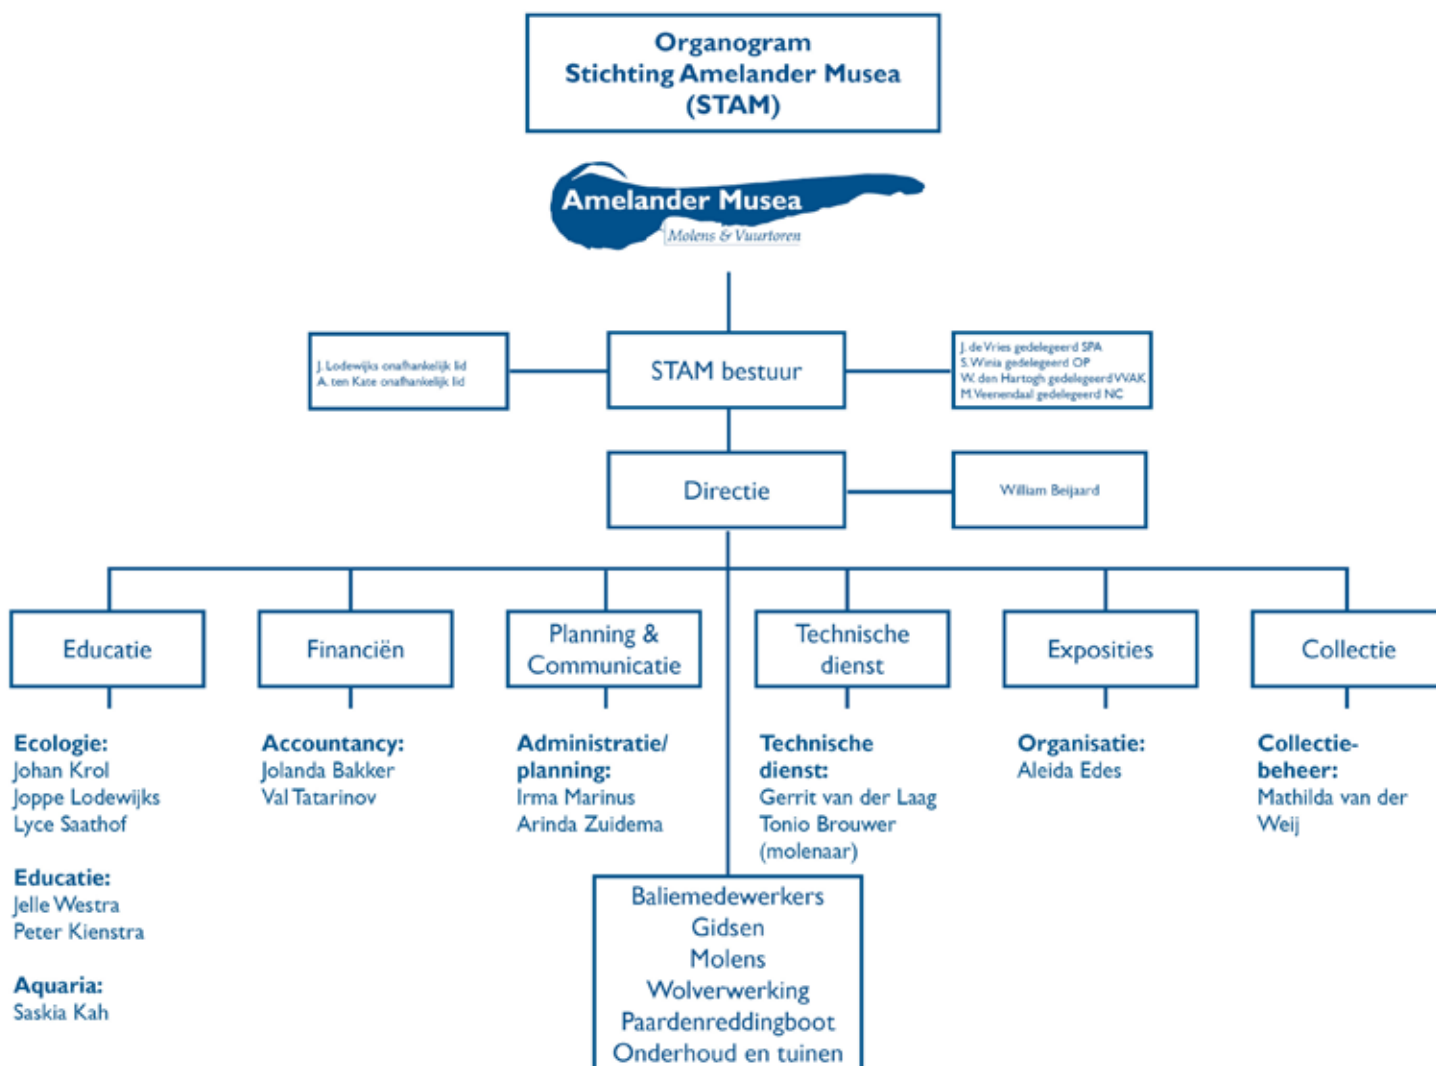 Organogram
Stichting Amelander Musea
(STAM)
Amelander Musea
Molens & Vuurtoren
J. Lodewijks onafhankelijk lid
A. ten Kate onafhankelijk lid
STAM bestuur
J. de Vries gedelegeerd SPA
S. Winia gedelegeerd OP
W. den Hartogh gedelegeerd VVAK
M. Veenendaal gedelegeerd NC
Directie
William Beijaard
Educatie
Financiën
Planning &
Communicatie
Technische
dienst
Exposities
Collectie
Ecologie:
Johan Krol
Joppe Lodewijks
Lyce Saathof
Educatie:
Jelle Westra
Peter Kienstra
Aquaria:
Saskia Kah
Accountancy:
Jolanda Bakker
Val Tatarinov
Administratie/
planning:
Irma Marinus
Arinda Zuidema
Technische
dienst:
Gerrit van der Laag
Tonio Brouwer
(molenaar)
Organisatie:
Aleida Edes
Collectie-
beheer:
Mathilda van der
Weij
Baliemedewerkers
Gidsen
Molens
Wolverwerking
Paardenreddingboot
Onderhoud en tuinen